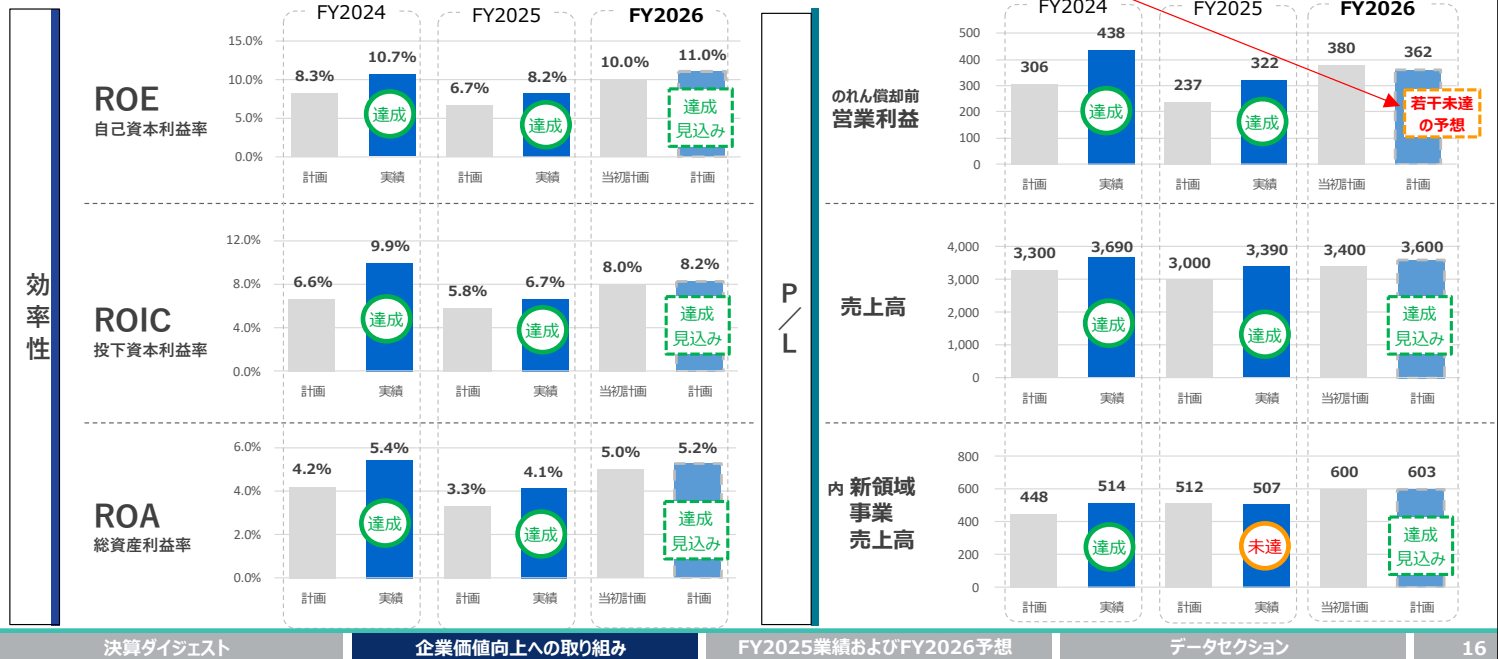 効率性
FY2024
FY2025
FY2026
ROE
自己資本利益率
15.0%
10.0%
5.0%
0.0%
8.3%
10.7%
6.7%
8.2%
10.0%
11.0%
達成
達成
達成
見込み
計画
実績
計画
実績
当初計画
計画
ROIC
投下資本利益率
12.0%
8.0%
4.0%
0.0%
6.6%
9.9%
5.8%
6.7%
8.0%
8.2%
達成
達成
達成
見込み
計画
実績
計画
実績
当初計画
計画
ROA
総資産利益率
6.0%
4.0%
2.0%
0.0%
4.2%
5.4%
3.3%
4.1%
5.0%
5.2%
達成
達成
達成
見込み
計画
実績
計画
実績
当初計画
計画
P/L
FY2024
FY2025
FY2026
のれん償却前
営業利益
500
400
300
200
100
0
306
438
237
322
380
362
達成
達成
若干未達
の予想
計画
実績
計画
実績
当初計画
計画
売上高
4,000
3,000
2,000
1,000
0
3,300
3,690
3,000
3,390
3,400
3,600
達成
達成
達成
見込み
計画
実績
計画
実績
当初計画
計画
内 新領域
事業
売上高
800
600
400
200
0
448
514
512
507
600
603
達成
未達
達成
見込み
計画
実績
計画
実績
当初計画
計画
決算ダイジェスト
企業価値向上への取り組み
FY2025業績およびFY2026予想
データセクション
16